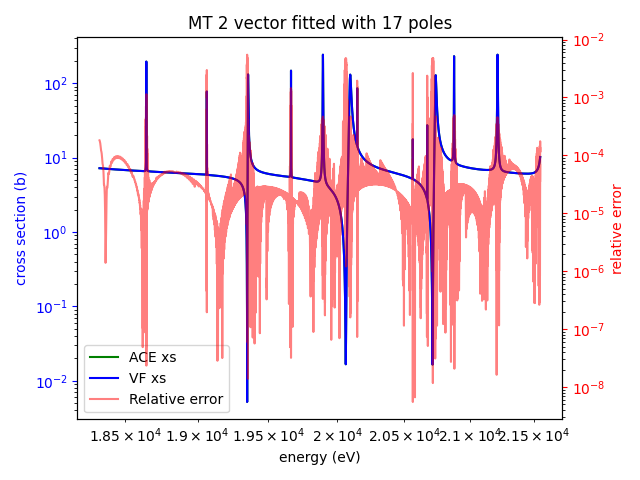 MT 2 vector fitted with 17 poles
cross section (b)
10²
10¹
10⁰
10⁻¹
10⁻²
10⁻²
10⁻³
10⁻⁴
10⁻⁵
10⁻⁶
10⁻⁷
10⁻⁸
relative error
ACE xs
VF xs
Relative error
1.85 × 10⁴ 1.9 × 10⁴ 1.95 × 10⁴ 2 × 10⁴ 2.05 × 10⁴ 2.1 × 10⁴ 2.15 × 10⁴
energy (eV)